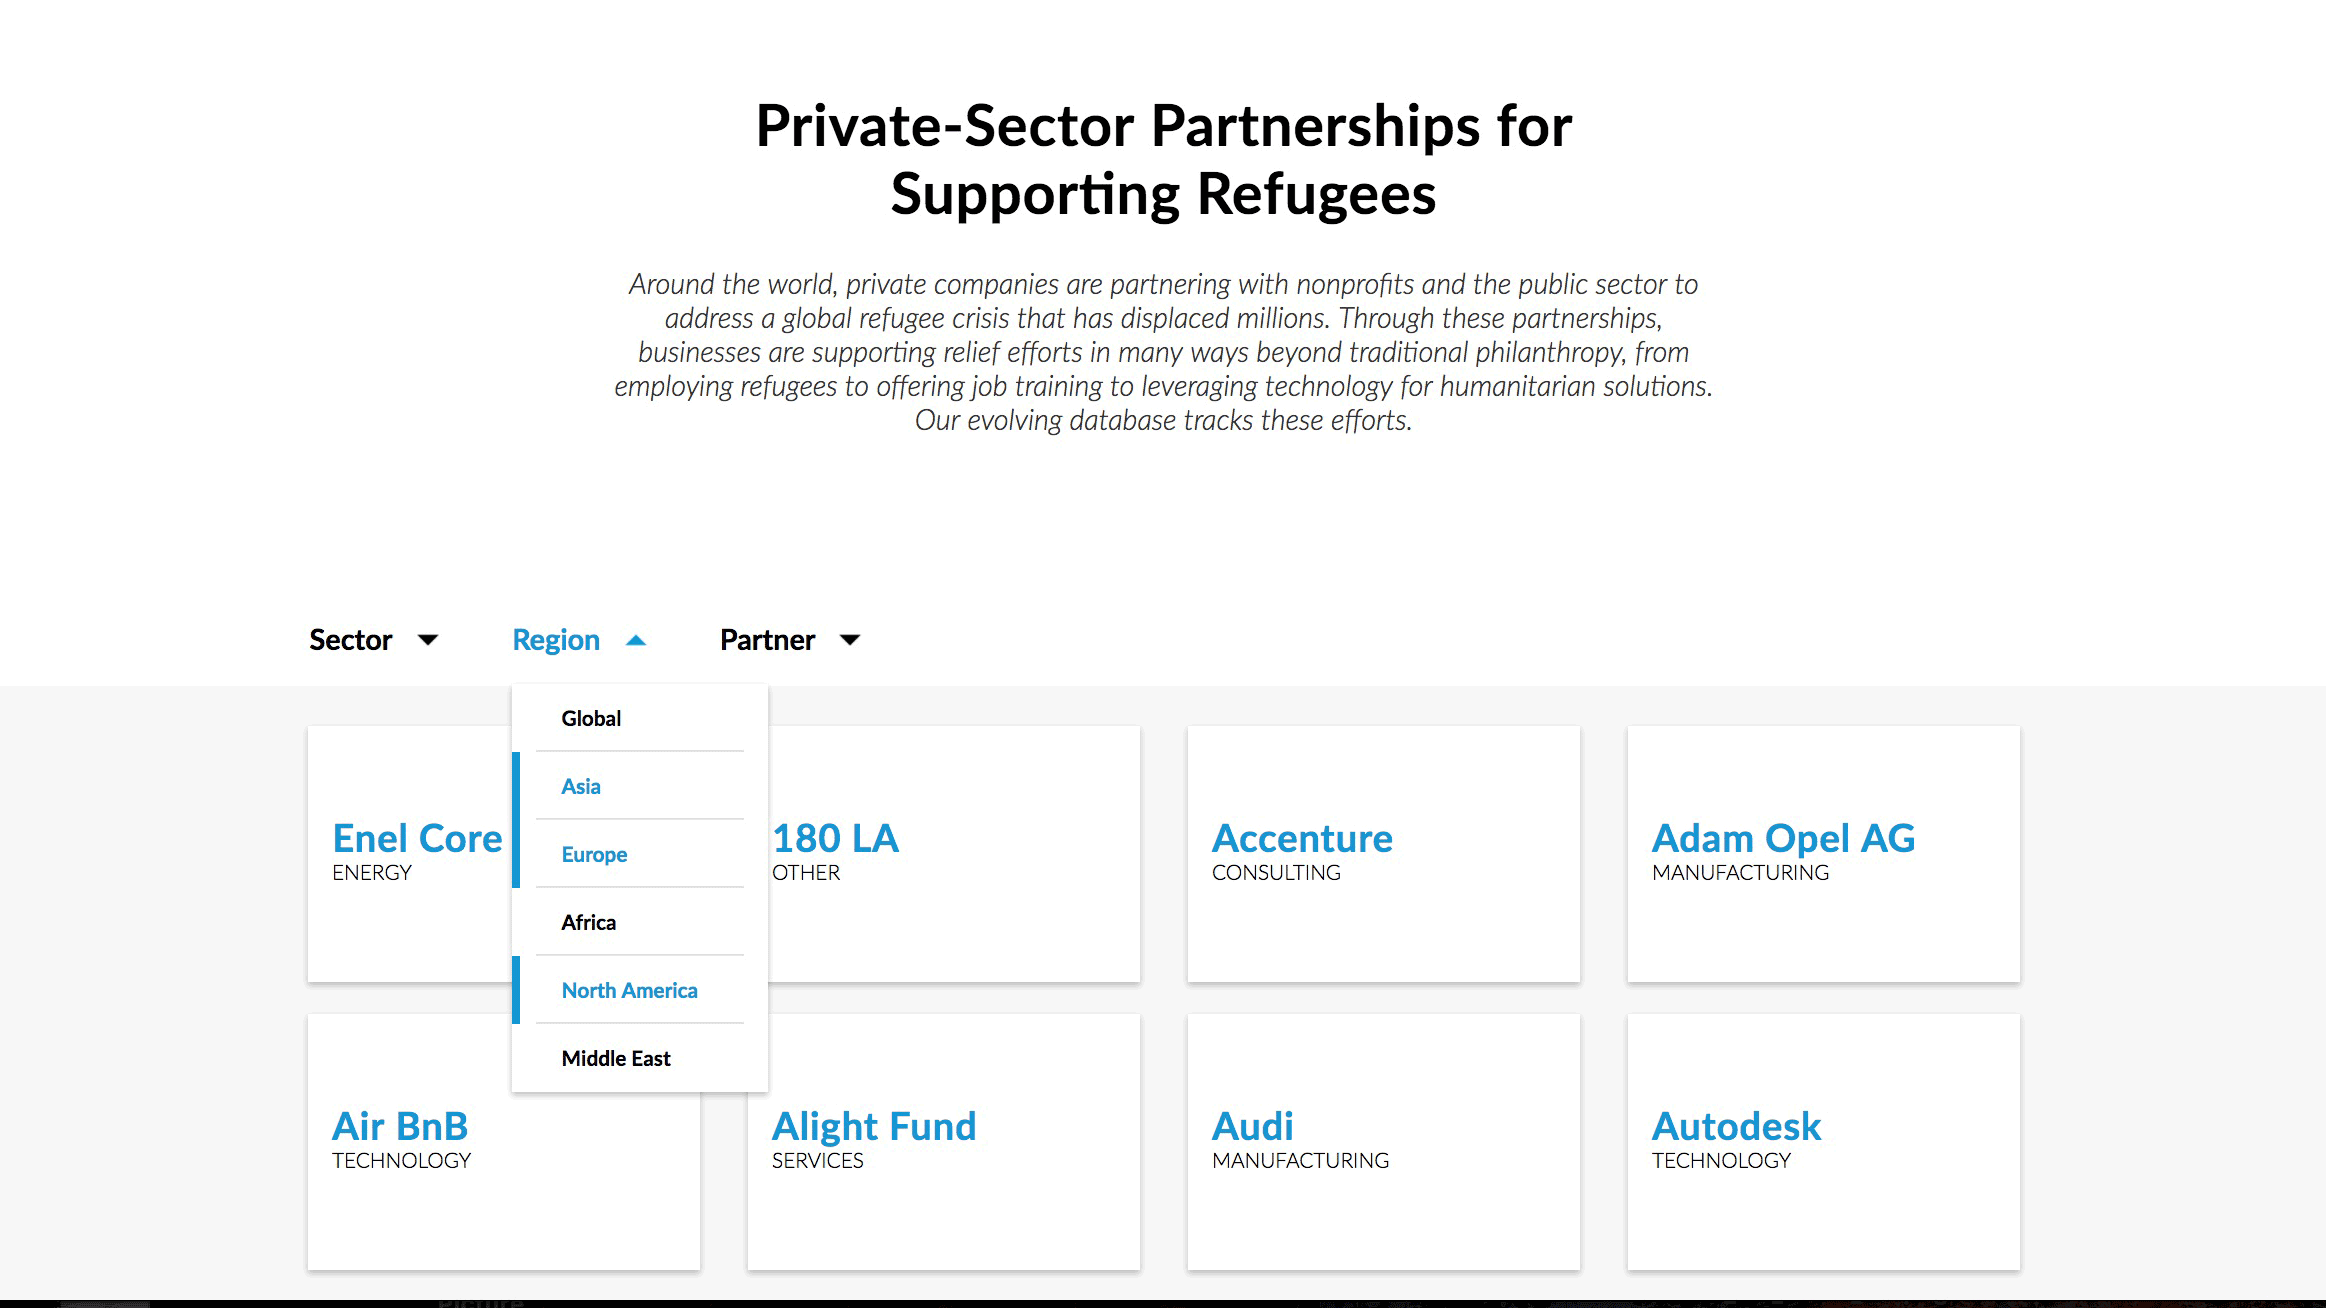 Private-Sector Partnerships for
Supporting Refugees
Around the world, private companies are partnering with nonprofits and the public sector to
address a global refugee crisis that has displaced millions. Through these partnerships,
businesses are supporting relief efforts in many ways beyond traditional philanthropy, from
employing refugees to offering job training to leveraging technology for humanitarian solutions.
Our evolving database tracks these efforts.
Sector
Region
Partner
Global
Asia
Europe
Africa
North America
Middle East
Enel Core
ENERGY
180 LA
OTHER
Accenture
CONSULTING
Adam Opel AG
MANUFACTURING
Air BnB
TECHNOLOGY
Alight Fund
SERVICES
Audi
MANUFACTURING
Autodesk
TECHNOLOGY